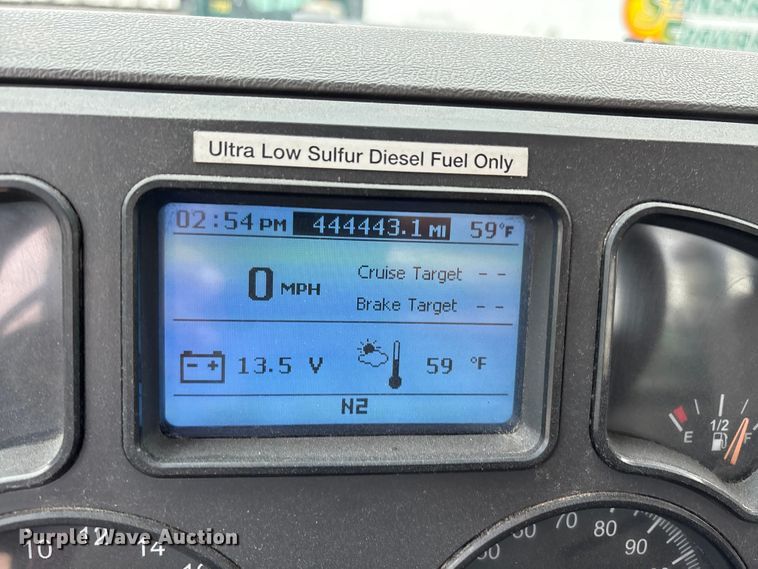 Ultra Low Sulfur Diesel Fuel Only
02:54 PM 444443.1 MI 59°F
0 MPH
Cruise Target - -
Brake Target - -
13.5 V 59 °F
N2
E 1/2 F
10 12 14
70 80 90
Purple Wave Auction